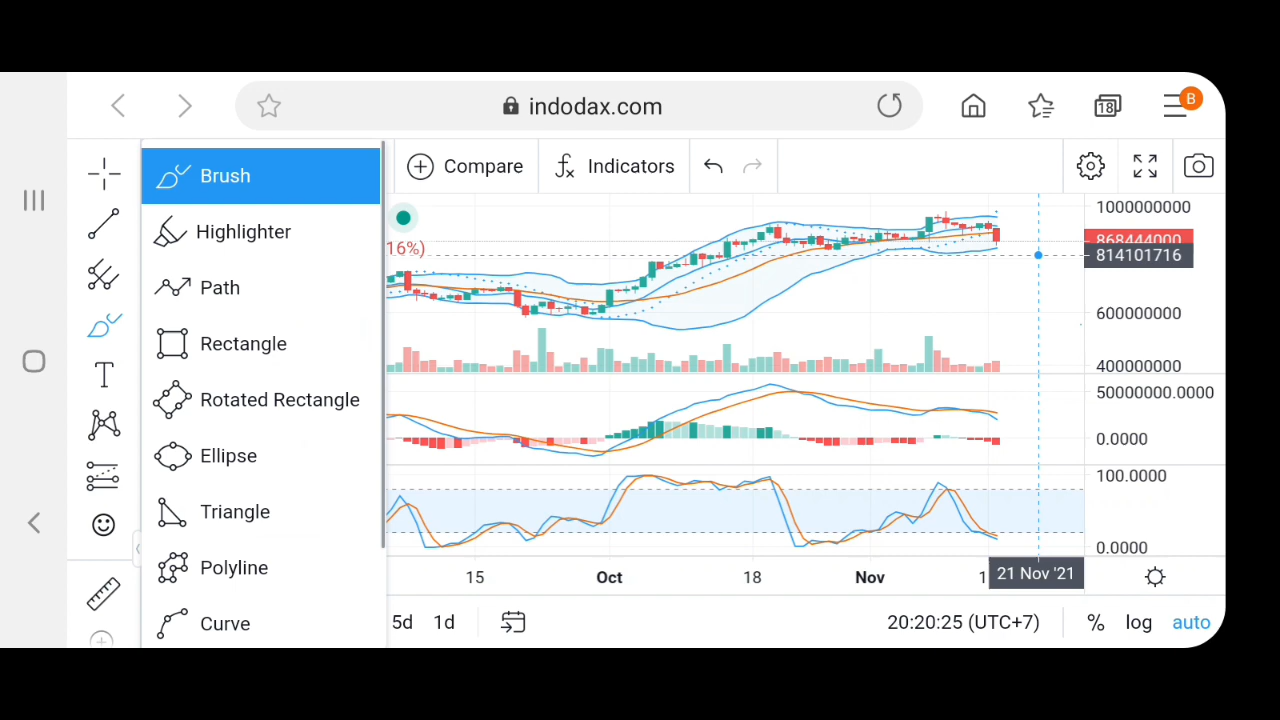 indodax.com
18
B
Brush
Highlighter
Path
Rectangle
Rotated Rectangle
Ellipse
Triangle
Polyline
Curve
T
Compare
Indicators
16%)
1000000000
868444000
814101716
600000000
400000000
50000000.0000
0.0000
100.0000
0.0000
15
Oct
18
Nov
1
21 Nov '21
5d
1d
20:20:25 (UTC+7)
%
log
auto